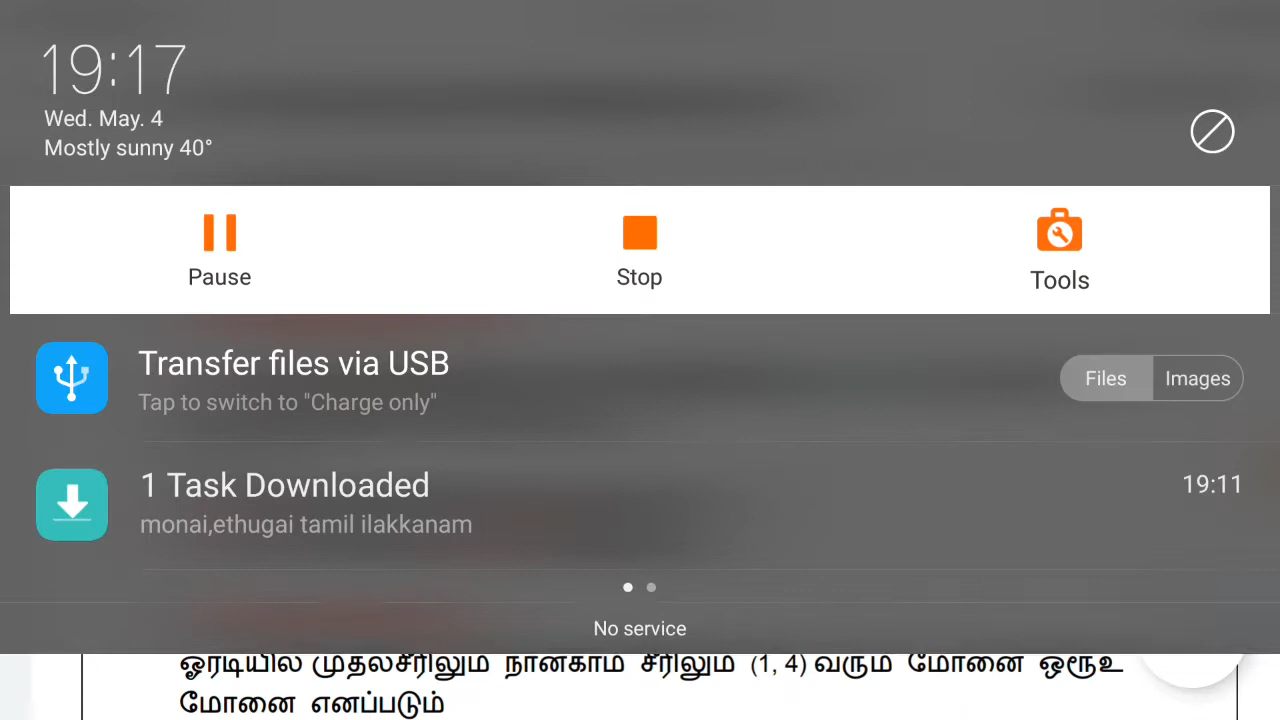 19:17
Wed. May. 4
Mostly sunny 40°
Pause
Stop
Tools
Transfer files via USB
Tap to switch to "Charge only"
Files
Images
1 Task Downloaded
19:11
monai,ethugai tamil ilakkanam
No service
ஓரடியில் முதல்சீரிலும் நான்காம் சீரிலும் (1, 4) வரும் மோனை ஒரூஉ
மோனை எனப்படும்